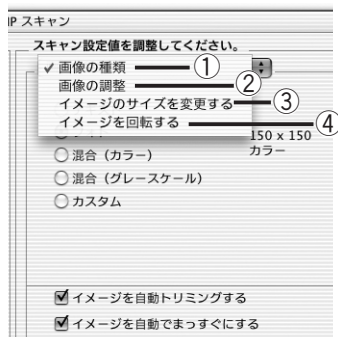 IP スキャン
スキャン設定値を調整してください。
✓ 画像の種類 ①
画像の調整 ②
イメージのサイズを変更する ③
イメージを回転する ④
150 x 150
カラー
混合（カラー）
混合（グレースケール）
カスタム
イメージを自動トリミングする
イメージを自動でまっすぐにする